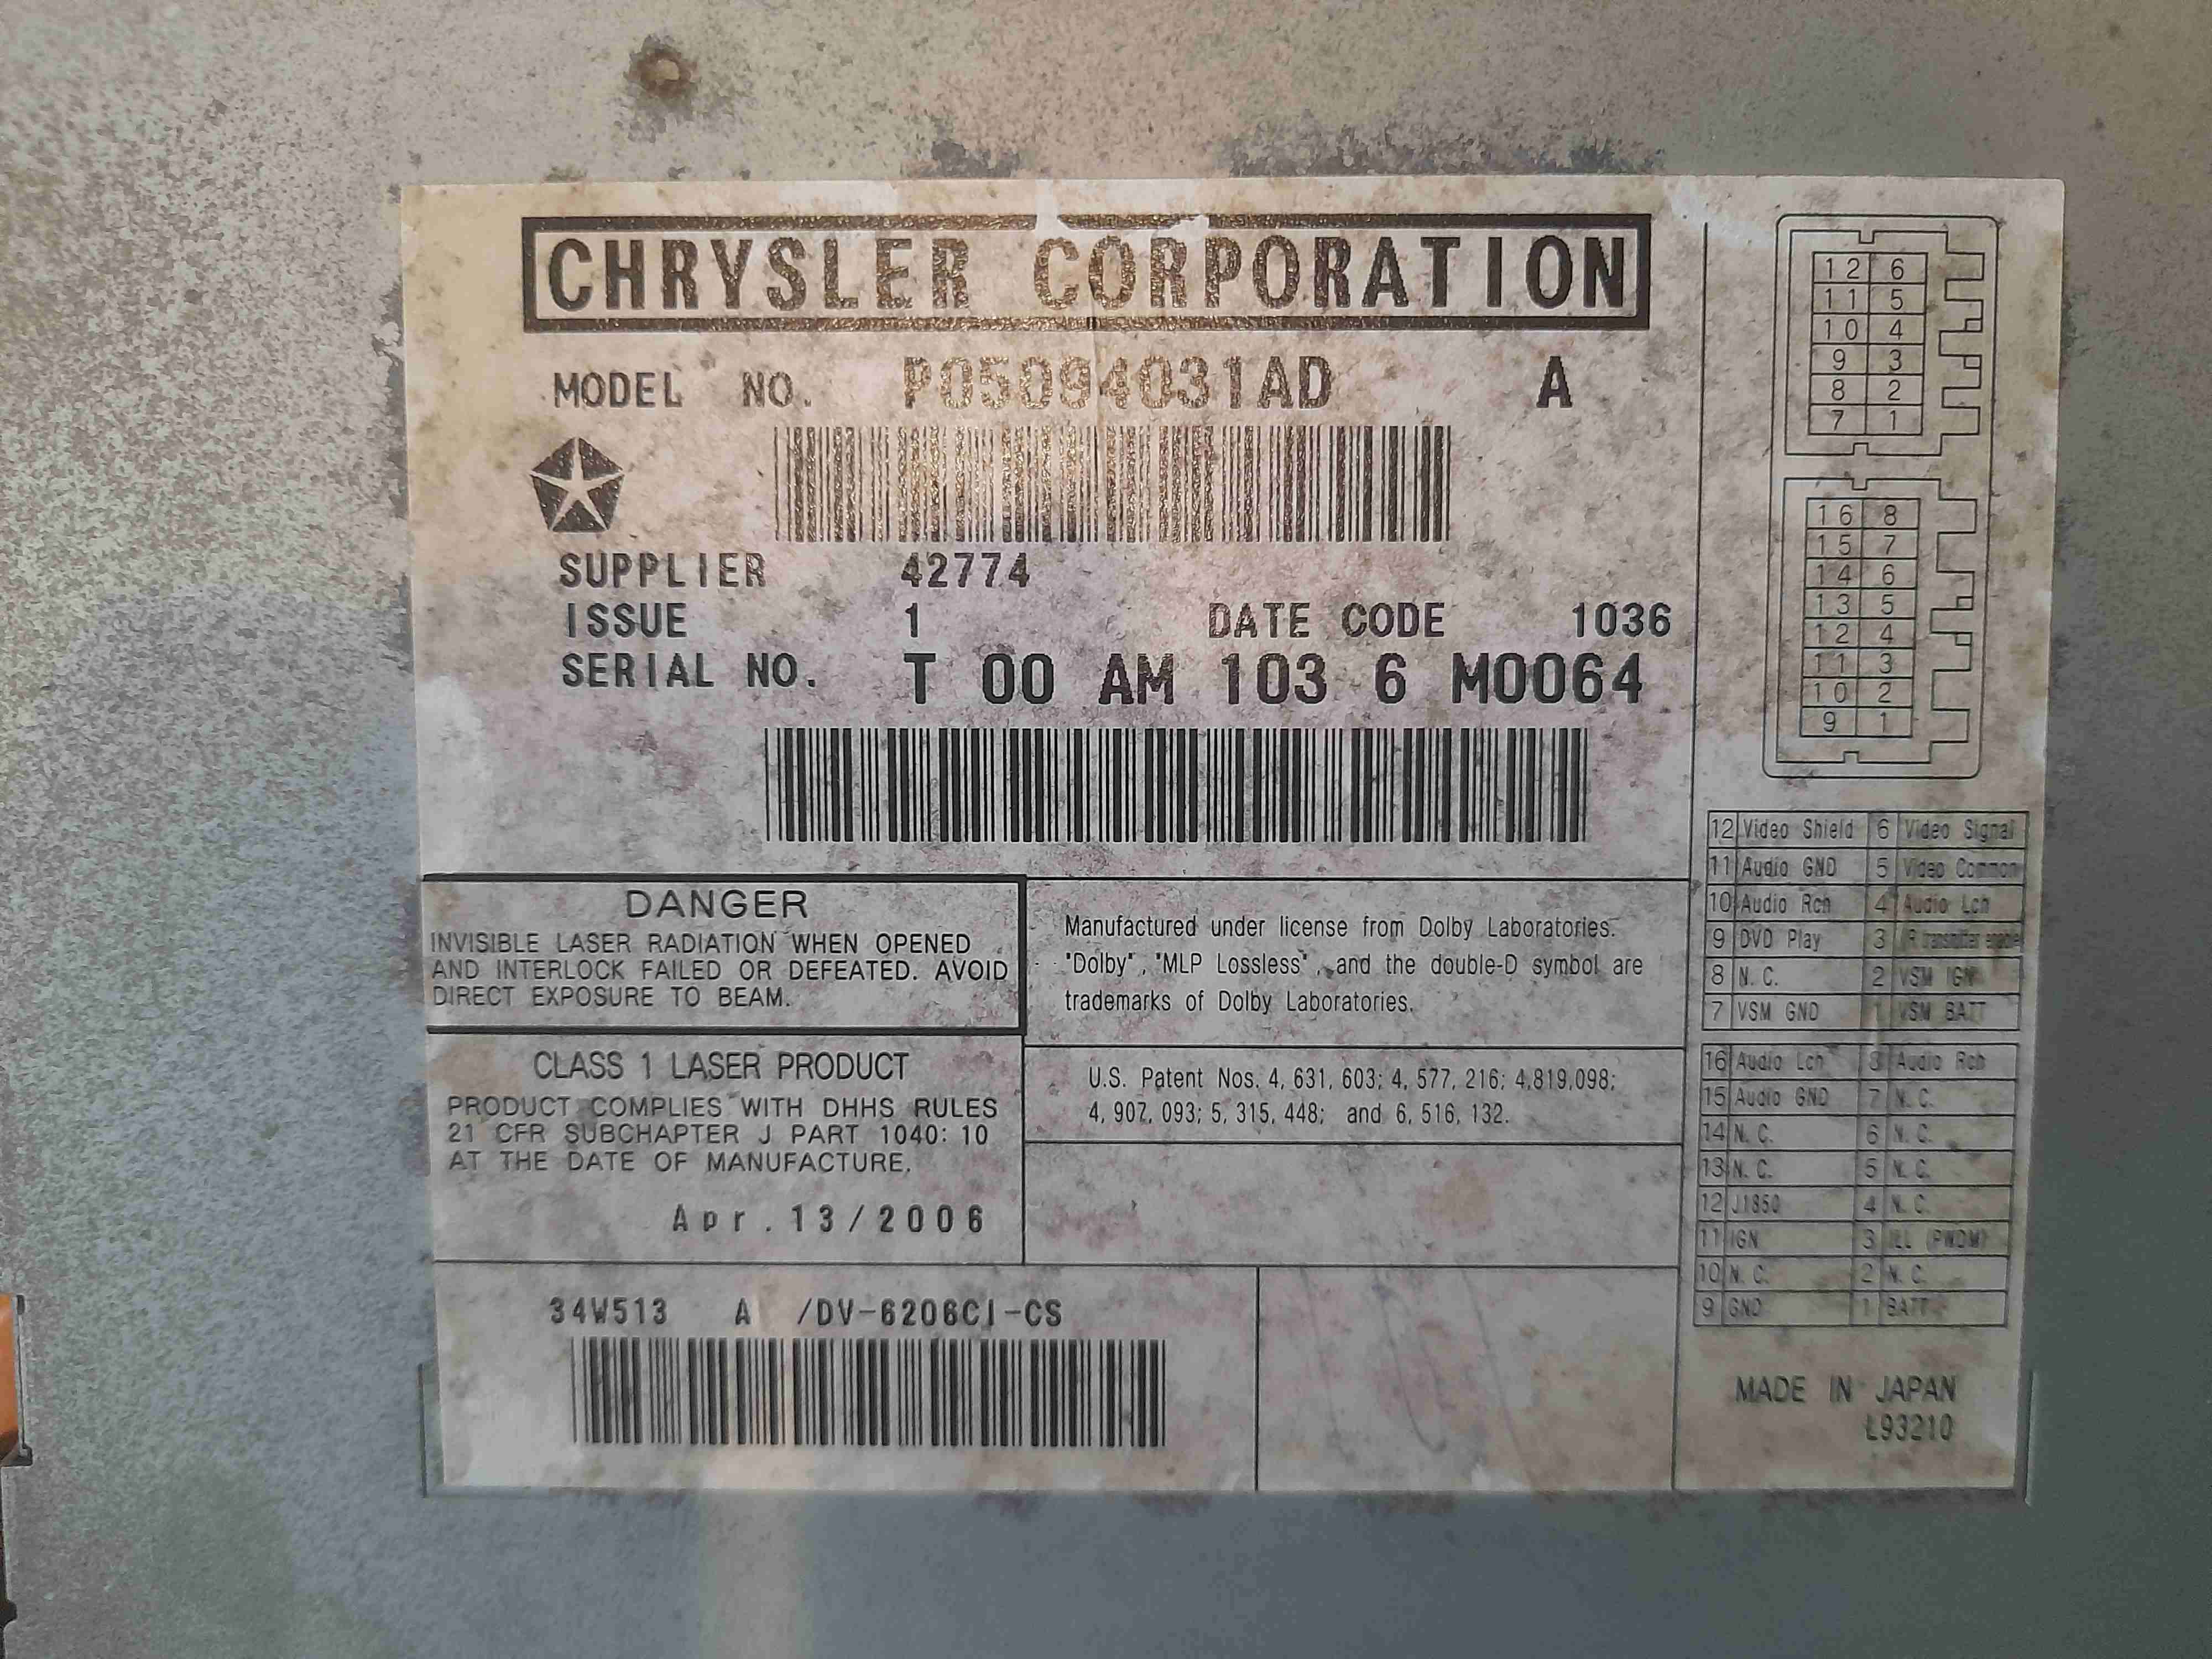 CHRYSLER CORPORATION
MODEL NO. P05094031AD A
SUPPLIER 42774
ISSUE 1 DATE CODE 1036
SERIAL NO. T 00 AM 103 6 M0064
DANGER
INVISIBLE LASER RADIATION WHEN OPENED
AND INTERLOCK FAILED OR DEFEATED. AVOID
DIRECT EXPOSURE TO BEAM.
CLASS 1 LASER PRODUCT
PRODUCT COMPLIES WITH DHHS RULES
21 CFR SUBCHAPTER J PART 1040:10
AT THE DATE OF MANUFACTURE.
Apr.13/2006
Manufactured under license from Dolby Laboratories.
"Dolby", "MLP Lossless", and the double-D symbol are
trademarks of Dolby Laboratories.
U.S. Patent Nos. 4, 631, 603; 4, 577, 216; 4,819,098;
4, 907, 093; 5, 315, 448; and 6, 516, 132.
34W513 A /DV-6206CI-CS
12 6
11 5
10 4
9 3
8 2
7 1
16 8
15 7
14 6
13 5
12 4
11 3
10 2
9 1
12 Video Shield 6 Video Signal
11 Audio GND 5 Video Common
10 Audio Rch 4 Audio Lch
9 DVD Play 3 IR transmitter enable
8 N.C. 2 VSM IGN
7 VSM GND 1 VSM BATT
16 Audio Lch 8 Audio Rch
15 Audio GND 7 N.C.
14 N.C. 6 N.C.
13 N.C. 5 N.C.
12 J1850 4 N.C.
11 IGN 3 ILL (PWDM)
10 N.C. 2 N.C.
9 GND 1 BATT
MADE IN JAPAN
L93210